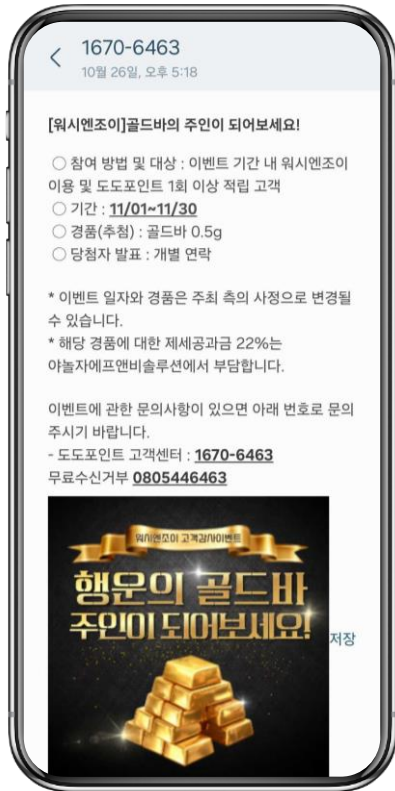 1670-6463
10월 26일, 오후 5:18
[워시엔조이]골드바의 주인이 되어보세요!
○ 참여 방법 및 대상 : 이벤트 기간 내 워시엔조이
이용 및 도도포인트 1회 이상 적립 고객
○ 기간 : 11/01~11/30
○ 경품(추첨) : 골드바 0.5g
○ 당첨자 발표 : 개별 연락
* 이벤트 일자와 경품은 주최 측의 사정으로 변경될
수 있습니다.
* 해당 경품에 대한 제세공과금 22%는
야놀자에프앤비솔루션에서 부담합니다.
이벤트에 관한 문의사항이 있으면 아래 번호로 문의
주시기 바랍니다.
- 도도포인트 고객센터 : 1670-6463
무료수신거부 0805446463
워시엔조이 고객감사이벤트
행운의 골드바
주인이 되어보세요!
저장